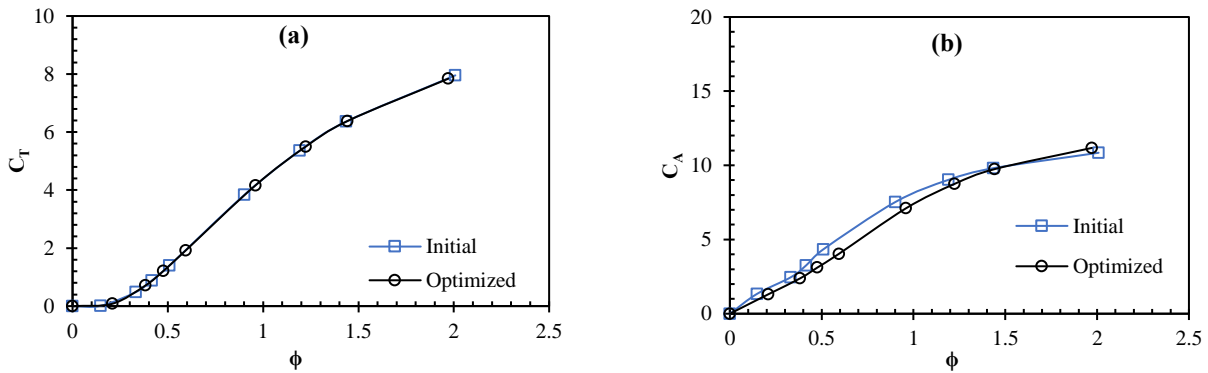 (a)
10
8
6
4
2
0
C_T
0 0.5 1 1.5 2 2.5
ϕ
Initial
Optimized
(b)
20
15
10
5
0
C_A
0 0.5 1 1.5 2 2.5
ϕ
Initial
Optimized